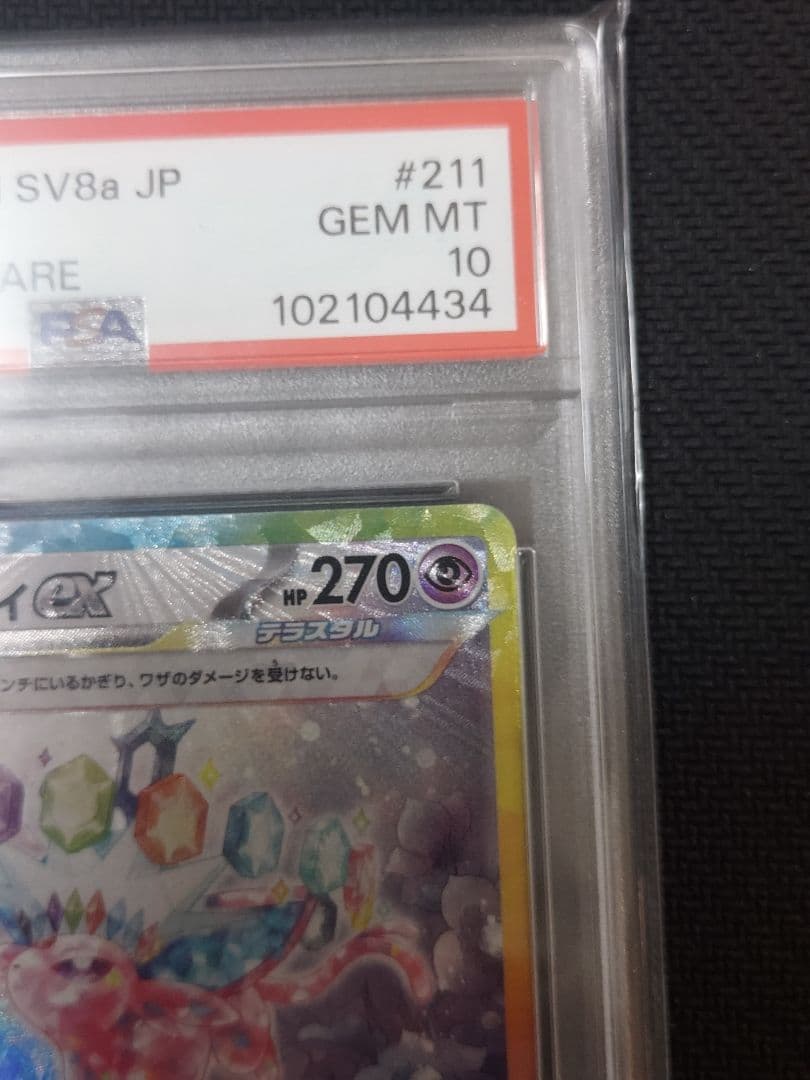 SV8a JP #211
GEM MT
ARE 10
PSA 102104434
ィex HP270
テラスタル
ンチにいるかぎり、ワザのダメージを受けない。